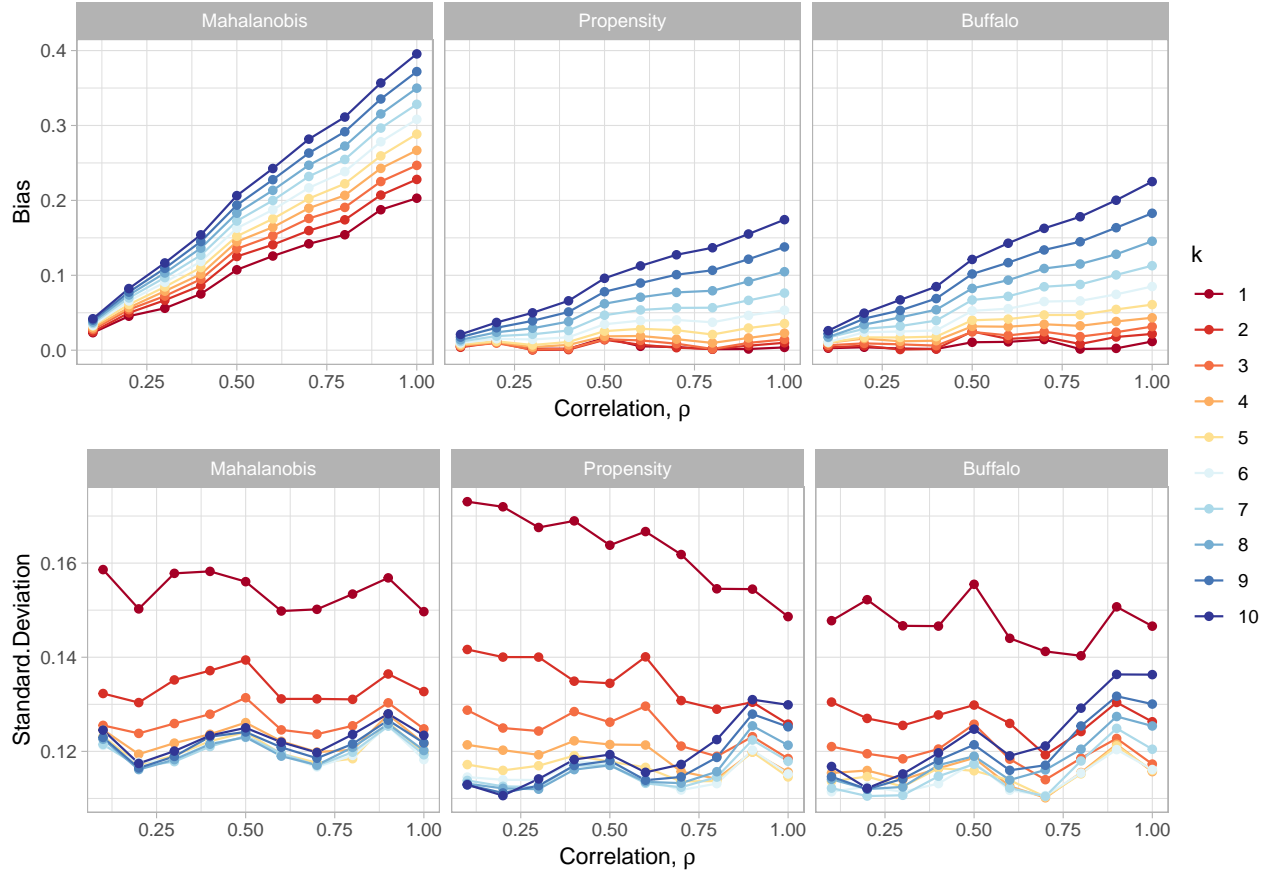 Mahalanobis Propensity Buffalo
0.4
0.3
0.2
0.1
0.0
Bias
0.25 0.50 0.75 1.00 0.25 0.50 0.75 1.00 0.25 0.50 0.75 1.00
Correlation, ρ
Mahalanobis Propensity Buffalo
0.16
0.14
0.12
Standard.Deviation
0.25 0.50 0.75 1.00 0.25 0.50 0.75 1.00 0.25 0.50 0.75 1.00
Correlation, ρ
k
1
2
3
4
5
6
7
8
9
10